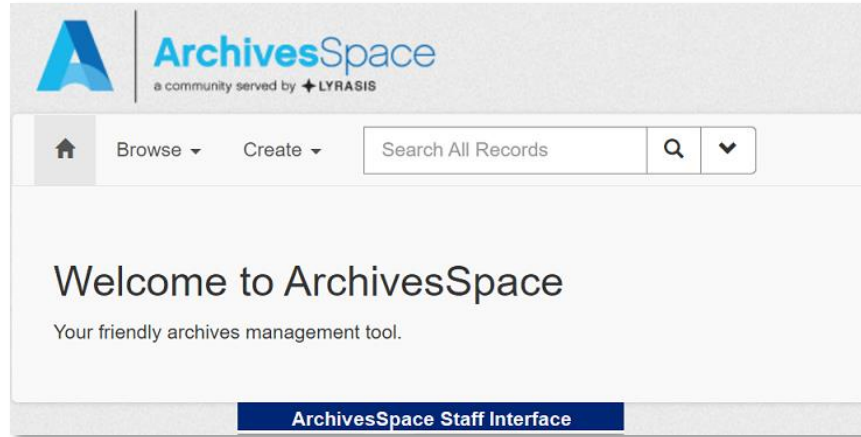 ArchivesSpace
a community served by LYRASIS
Browse Create Search All Records
Welcome to ArchivesSpace
Your friendly archives management tool.
ArchivesSpace Staff Interface